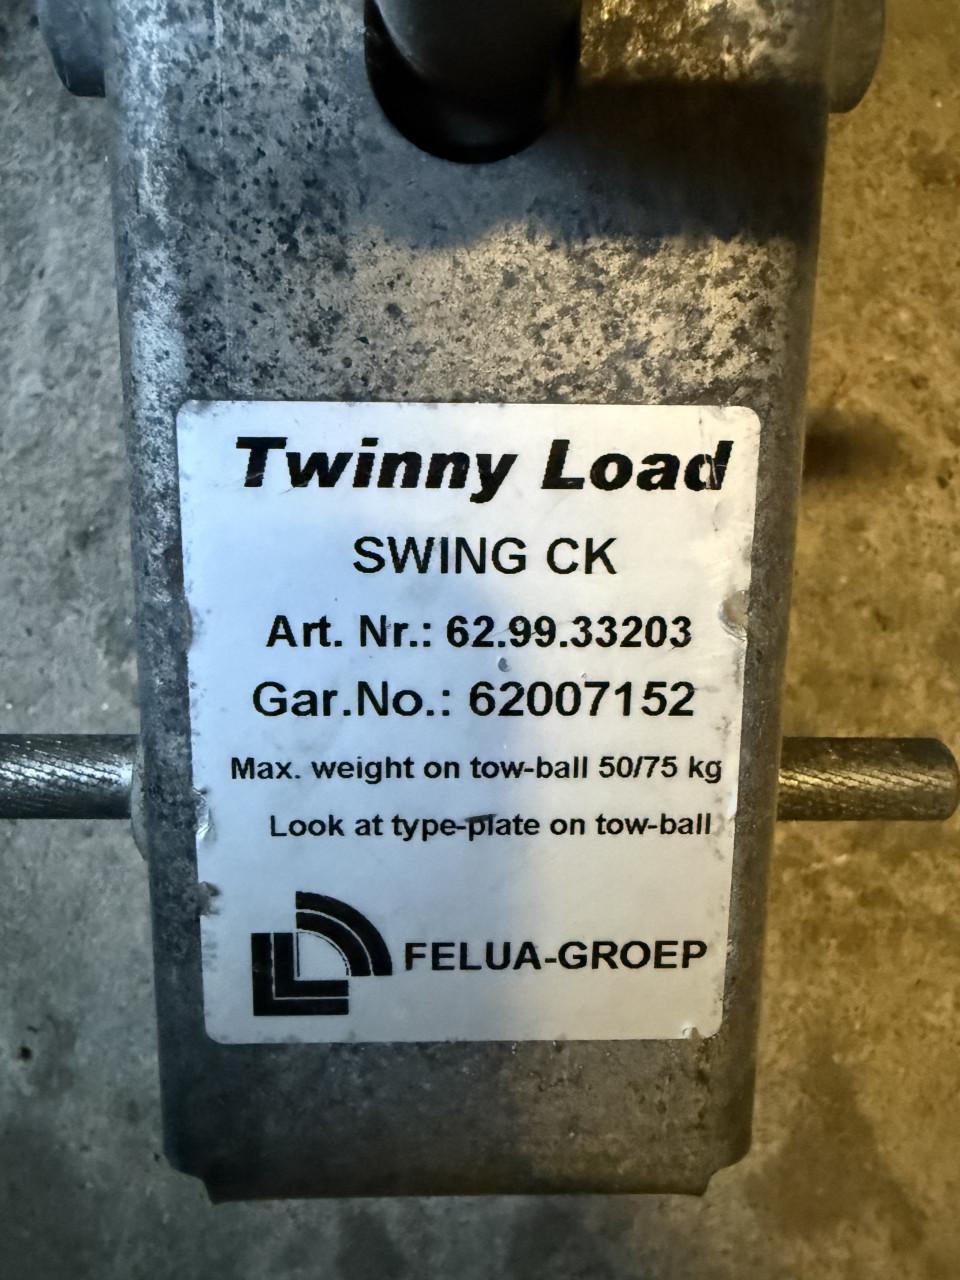 Twinny Load
SWING CK
Art. Nr.: 62.99.33203
Gar.No.: 62007152
Max. weight on tow-ball 50/75 kg
Look at type-plate on tow-ball
FELUA-GROEP